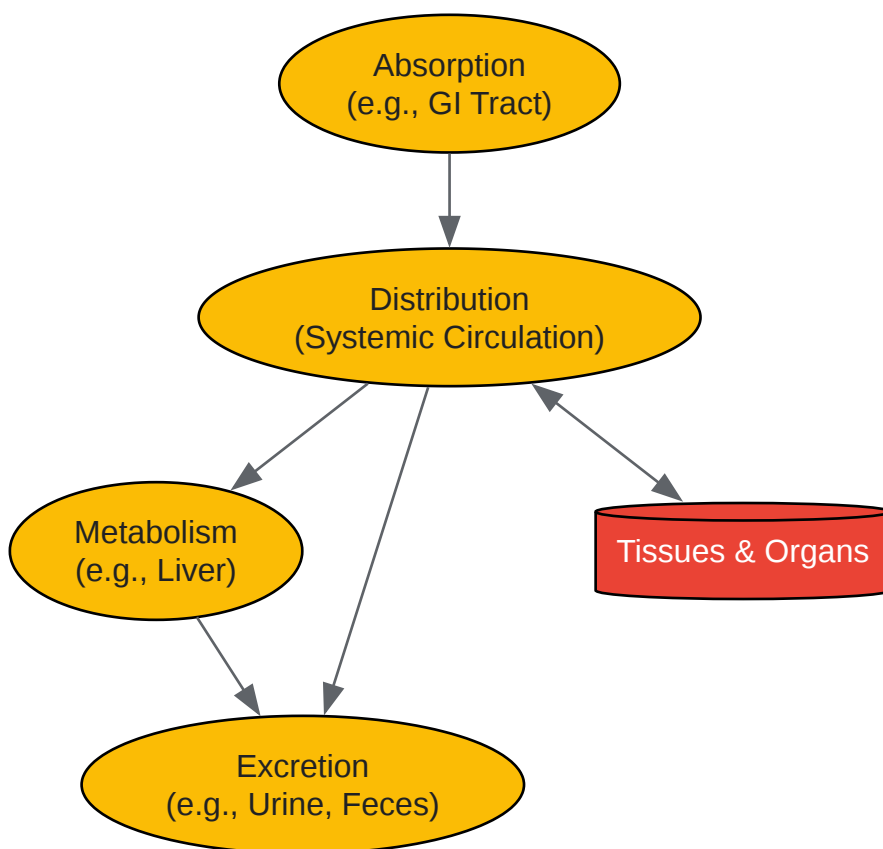 Absorption
(e.g., GI Tract)
Distribution
(Systemic Circulation)
Metabolism
(e.g., Liver)
Tissues & Organs
Excretion
(e.g., Urine, Feces)